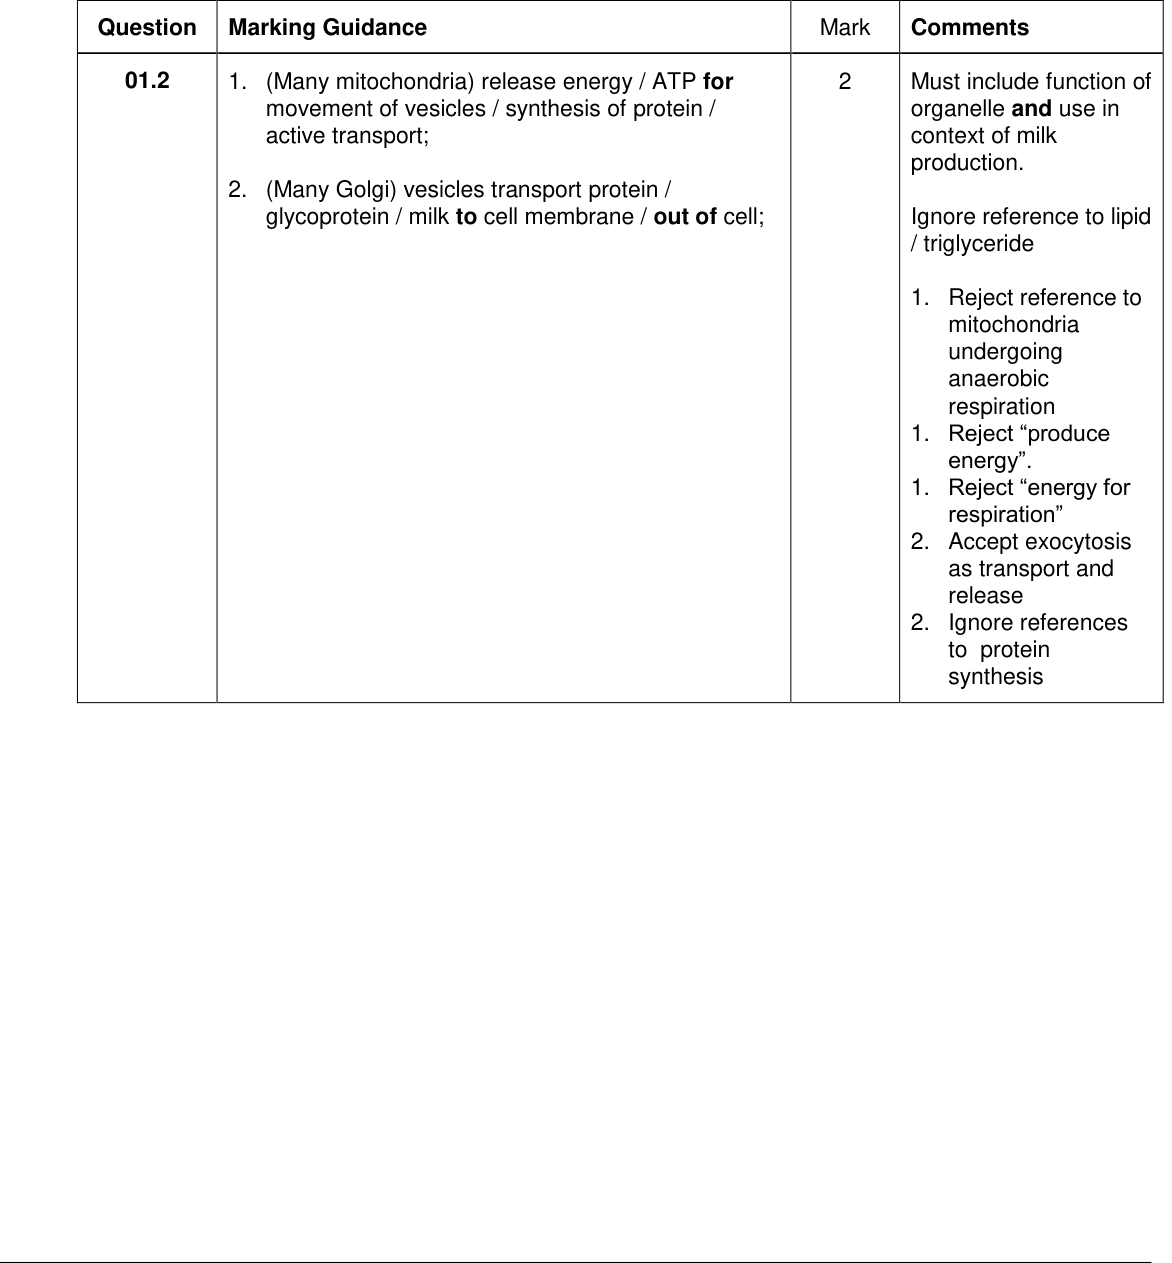 Question Marking Guidance Mark Comments
01.2
1. (Many mitochondria) release energy / ATP for
movement of vesicles / synthesis of protein /
active transport;
2. (Many Golgi) vesicles transport protein /
glycoprotein / milk to cell membrane / out of cell;
2
Must include function of
organelle and use in
context of milk
production.
Ignore reference to lipid
/ triglyceride
1. Reject reference to
mitochondria
undergoing
anaerobic
respiration
1. Reject “produce
energy”.
1. Reject “energy for
respiration”
2. Accept exocytosis
as transport and
release
2. Ignore references
to protein
synthesis